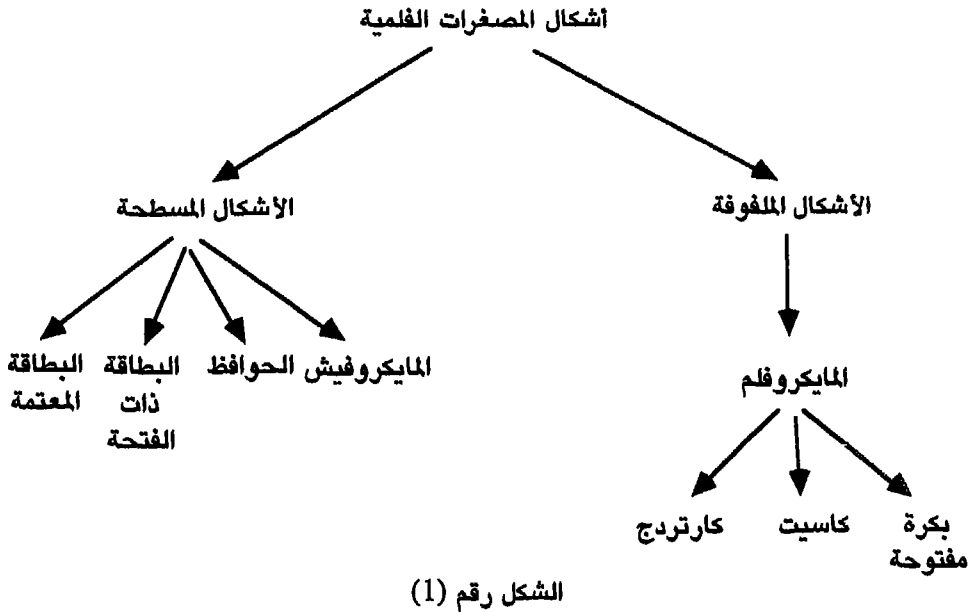 أشكال المصغرات الفلمية
الأشكال الملفوفة
الأشكال المسطحة
المايكروفلم
بكرة
مفتوحة
كاسيت
كارتردج
المايكروفيش
الحوافظ
البطاقة
ذات
الفتحة
البطاقة
المعتمة
الشكل رقم (1)